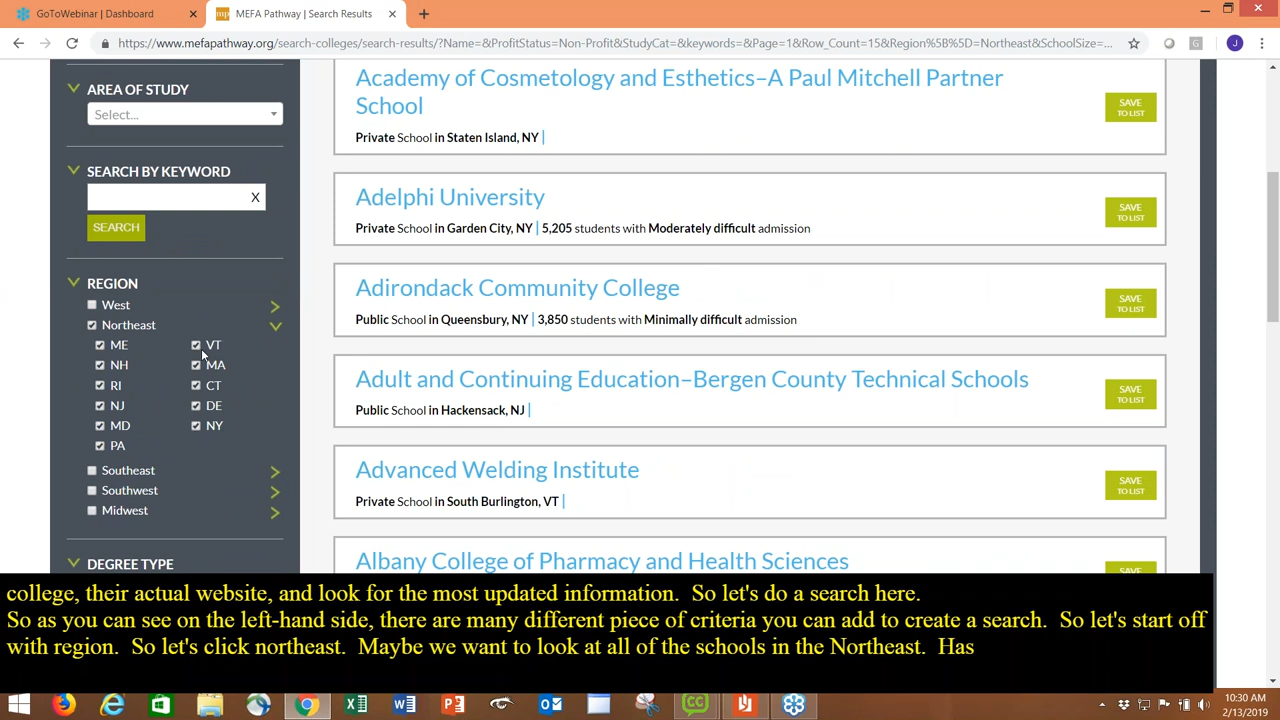 GoToWebinar | Dashboard
MEFA Pathway | Search Results
https://www.mefapathway.org/search-colleges/search-results/?Name=&ProfitStatus=Non-Profit&StudyCat=&keywords=&Page=1&Row_Count=15&Region%5B%5D=Northeast&SchoolSize=...
AREA OF STUDY
Select...
SEARCH BY KEYWORD
X
SEARCH
REGION
West
Northeast
ME VT
NH MA
RI CT
NJ DE
MD NY
PA
Southeast
Southwest
Midwest
DEGREE TYPE
Academy of Cosmetology and Esthetics–A Paul Mitchell Partner
School
Private School in Staten Island, NY |
SAVE
TO LIST
Adelphi University
Private School in Garden City, NY | 5,205 students with Moderately difficult admission
SAVE
TO LIST
Adirondack Community College
Public School in Queensbury, NY | 3,850 students with Minimally difficult admission
SAVE
TO LIST
Adult and Continuing Education–Bergen County Technical Schools
Public School in Hackensack, NJ |
SAVE
TO LIST
Advanced Welding Institute
Private School in South Burlington, VT |
SAVE
TO LIST
Albany College of Pharmacy and Health Sciences
SAVE
college, their actual website, and look for the most updated information.  So let's do a search here.
So as you can see on the left-hand side, there are many different piece of criteria you can add to create a search.  So let's start off
with region.  So let's click northeast.  Maybe we want to look at all of the schools in the Northeast.  Has
10:30 AM
2/13/2019